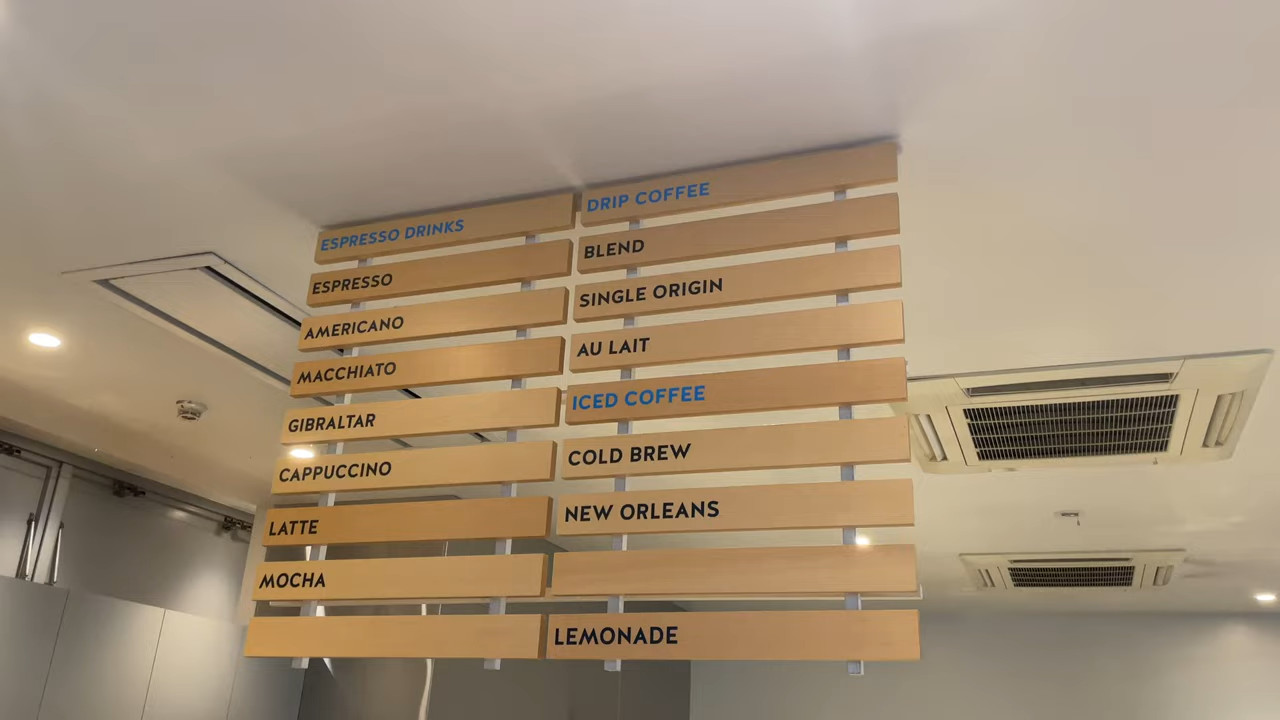 ESPRESSO DRINKS
ESPRESSO
AMERICANO
MACCHIATO
GIBRALTAR
CAPPUCCINO
LATTE
MOCHA
DRIP COFFEE
BLEND
SINGLE ORIGIN
AU LAIT
ICED COFFEE
COLD BREW
NEW ORLEANS
LEMONADE